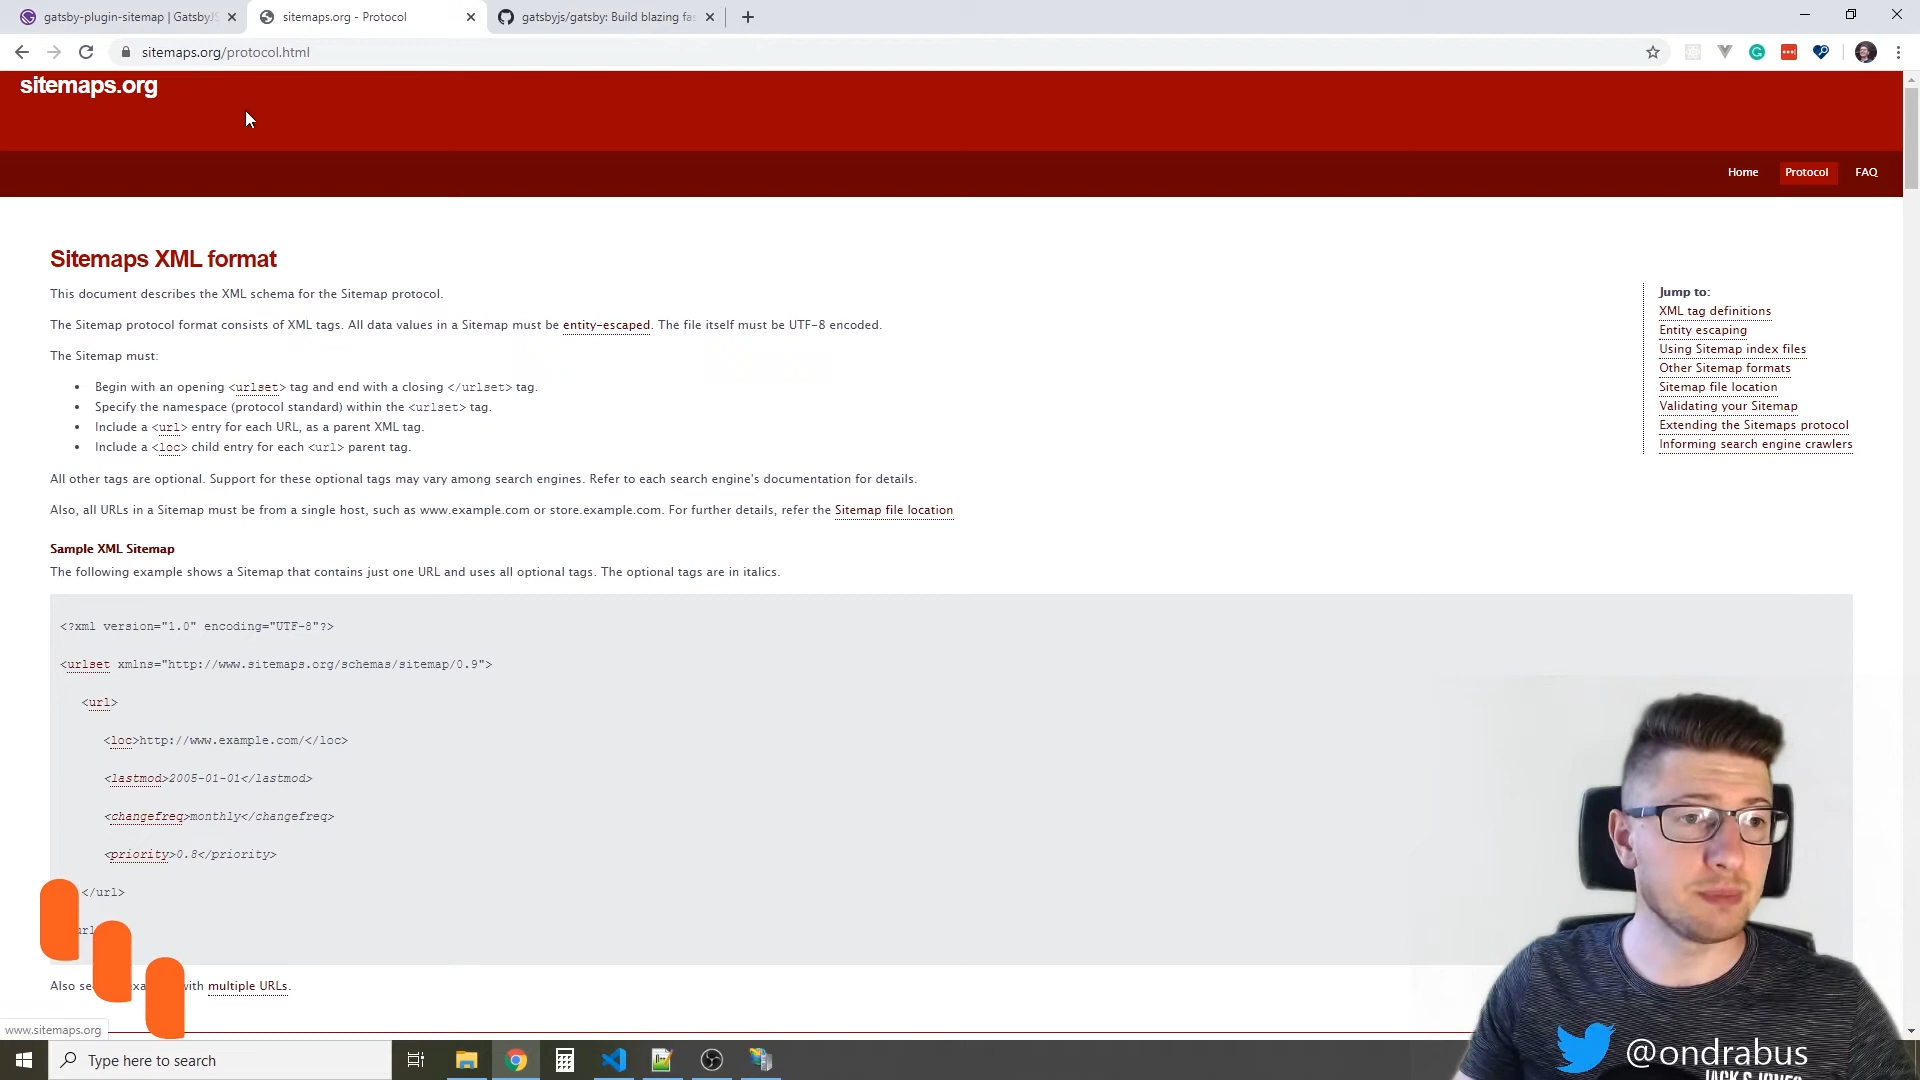 gatsby-plugin-sitemap | GatsbyJS
sitemaps.org - Protocol
gatsbyjs/gatsby: Build blazing fas
sitemaps.org/protocol.html
sitemaps.org
Home
Protocol
FAQ
Sitemaps XML format
This document describes the XML schema for the Sitemap protocol.
The Sitemap protocol format consists of XML tags. All data values in a Sitemap must be entity-escaped. The file itself must be UTF-8 encoded.
The Sitemap must:
Begin with an opening <urlset> tag and end with a closing </urlset> tag.
Specify the namespace (protocol standard) within the <urlset> tag.
Include a <url> entry for each URL, as a parent XML tag.
Include a <loc> child entry for each <url> parent tag.
All other tags are optional. Support for these optional tags may vary among search engines. Refer to each search engine's documentation for details.
Also, all URLs in a Sitemap must be from a single host, such as www.example.com or store.example.com. For further details, refer the Sitemap file location
Jump to:
XML tag definitions
Entity escaping
Using Sitemap index files
Other Sitemap formats
Sitemap file location
Validating your Sitemap
Extending the Sitemaps protocol
Informing search engine crawlers
Sample XML Sitemap
The following example shows a Sitemap that contains just one URL and uses all optional tags. The optional tags are in italics.
<?xml version="1.0" encoding="UTF-8"?>
<urlset xmlns="http://www.sitemaps.org/schemas/sitemap/0.9">
<url>
<loc>http://www.example.com/</loc>
<lastmod>2005-01-01</lastmod>
<changefreq>monthly</changefreq>
<priority>0.8</priority>
</url>
Also with multiple URLs.
www.sitemaps.org
Type here to search
@ondrabus
JACK & JONES